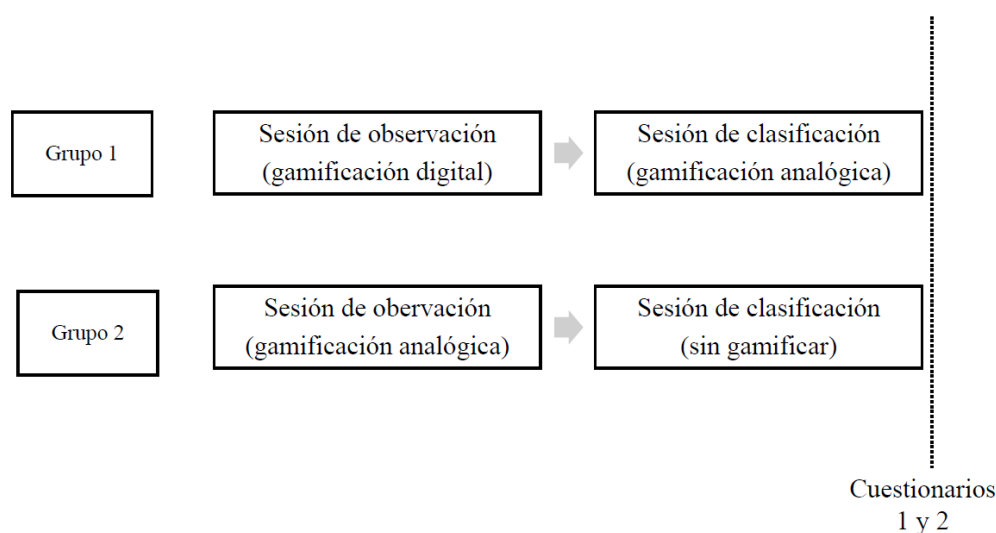 Grupo 1
Sesión de observación
(gamificación digital)
Sesión de clasificación
(gamificación analógica)
Grupo 2
Sesión de obervación
(gamificación analógica)
Sesión de clasificación
(sin gamificar)
Cuestionarios
1 y 2